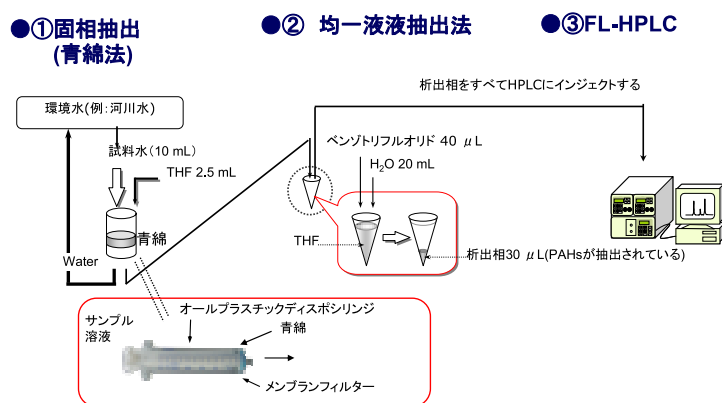 ●①固相抽出
(青綿法)
●② 均一液液抽出法
●③FL-HPLC
析出相をすべてHPLCにインジェクトする
環境水(例:河川水)
試料水(10 mL)
THF 2.5 mL
青綿
Water
ベンゾトリフルオリド 40 μL
H₂O 20 mL
THF
析出相30 μL(PAHsが抽出されている)
サンプル
溶液
オールプラスチックディスポシリンジ
青綿
メンブランフィルター